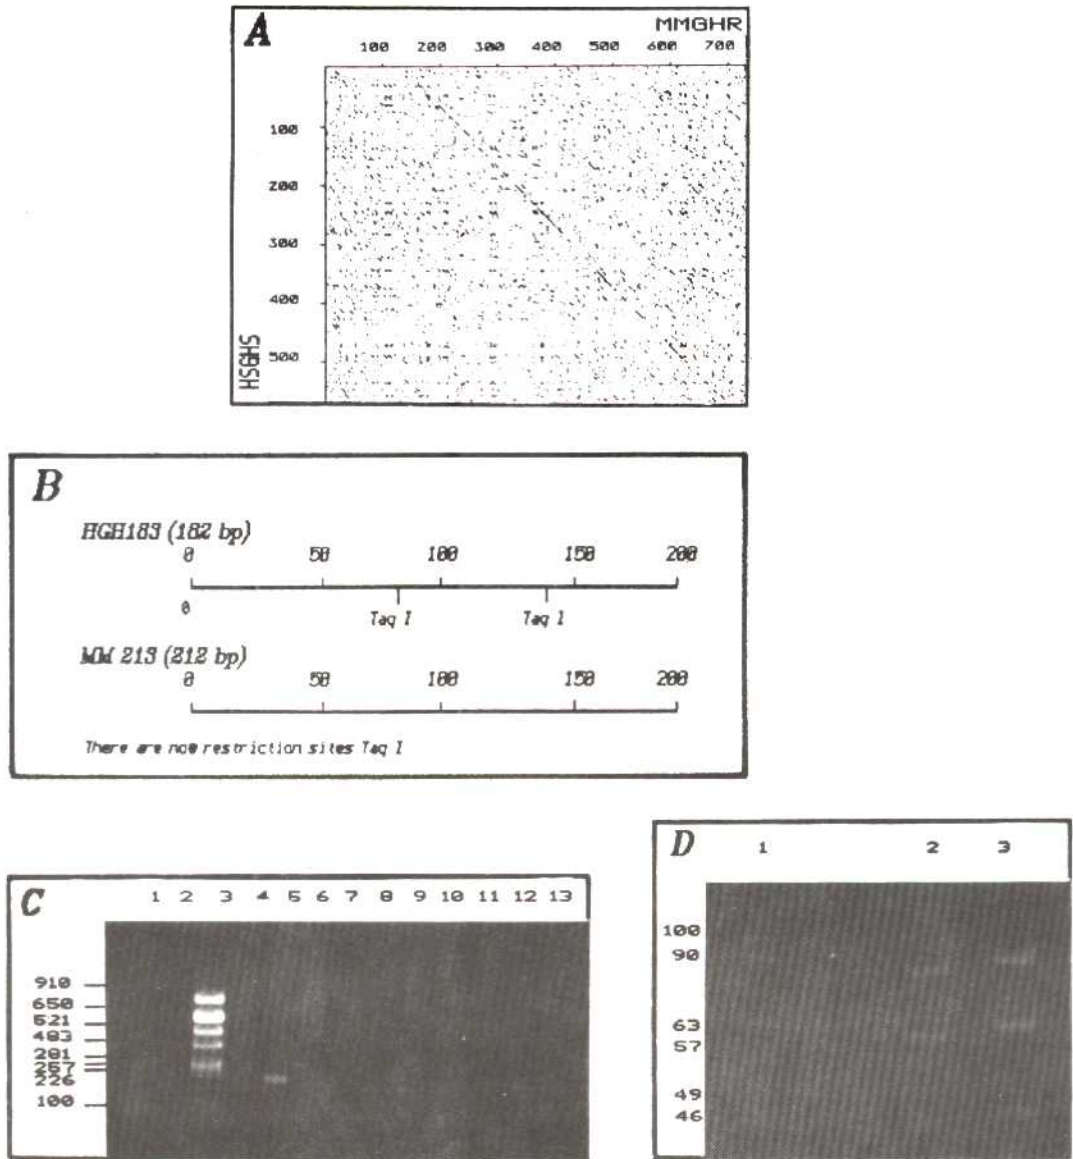 A
MMGHR
100 200 300 400 500 600 700
100
200
300
400
500
HSGHS
B
HGH183 (182 bp)
0 50 100 150 200
0
Taq I Taq I
MM 213 (212 bp)
0 50 100 150 200
There are not restriction sites Taq I
C
1 2 3 4 5 6 7 8 9 10 11 12 13
910
650
521
403
281
257
226
100
D
1 2 3
100
90
63
57
49
46